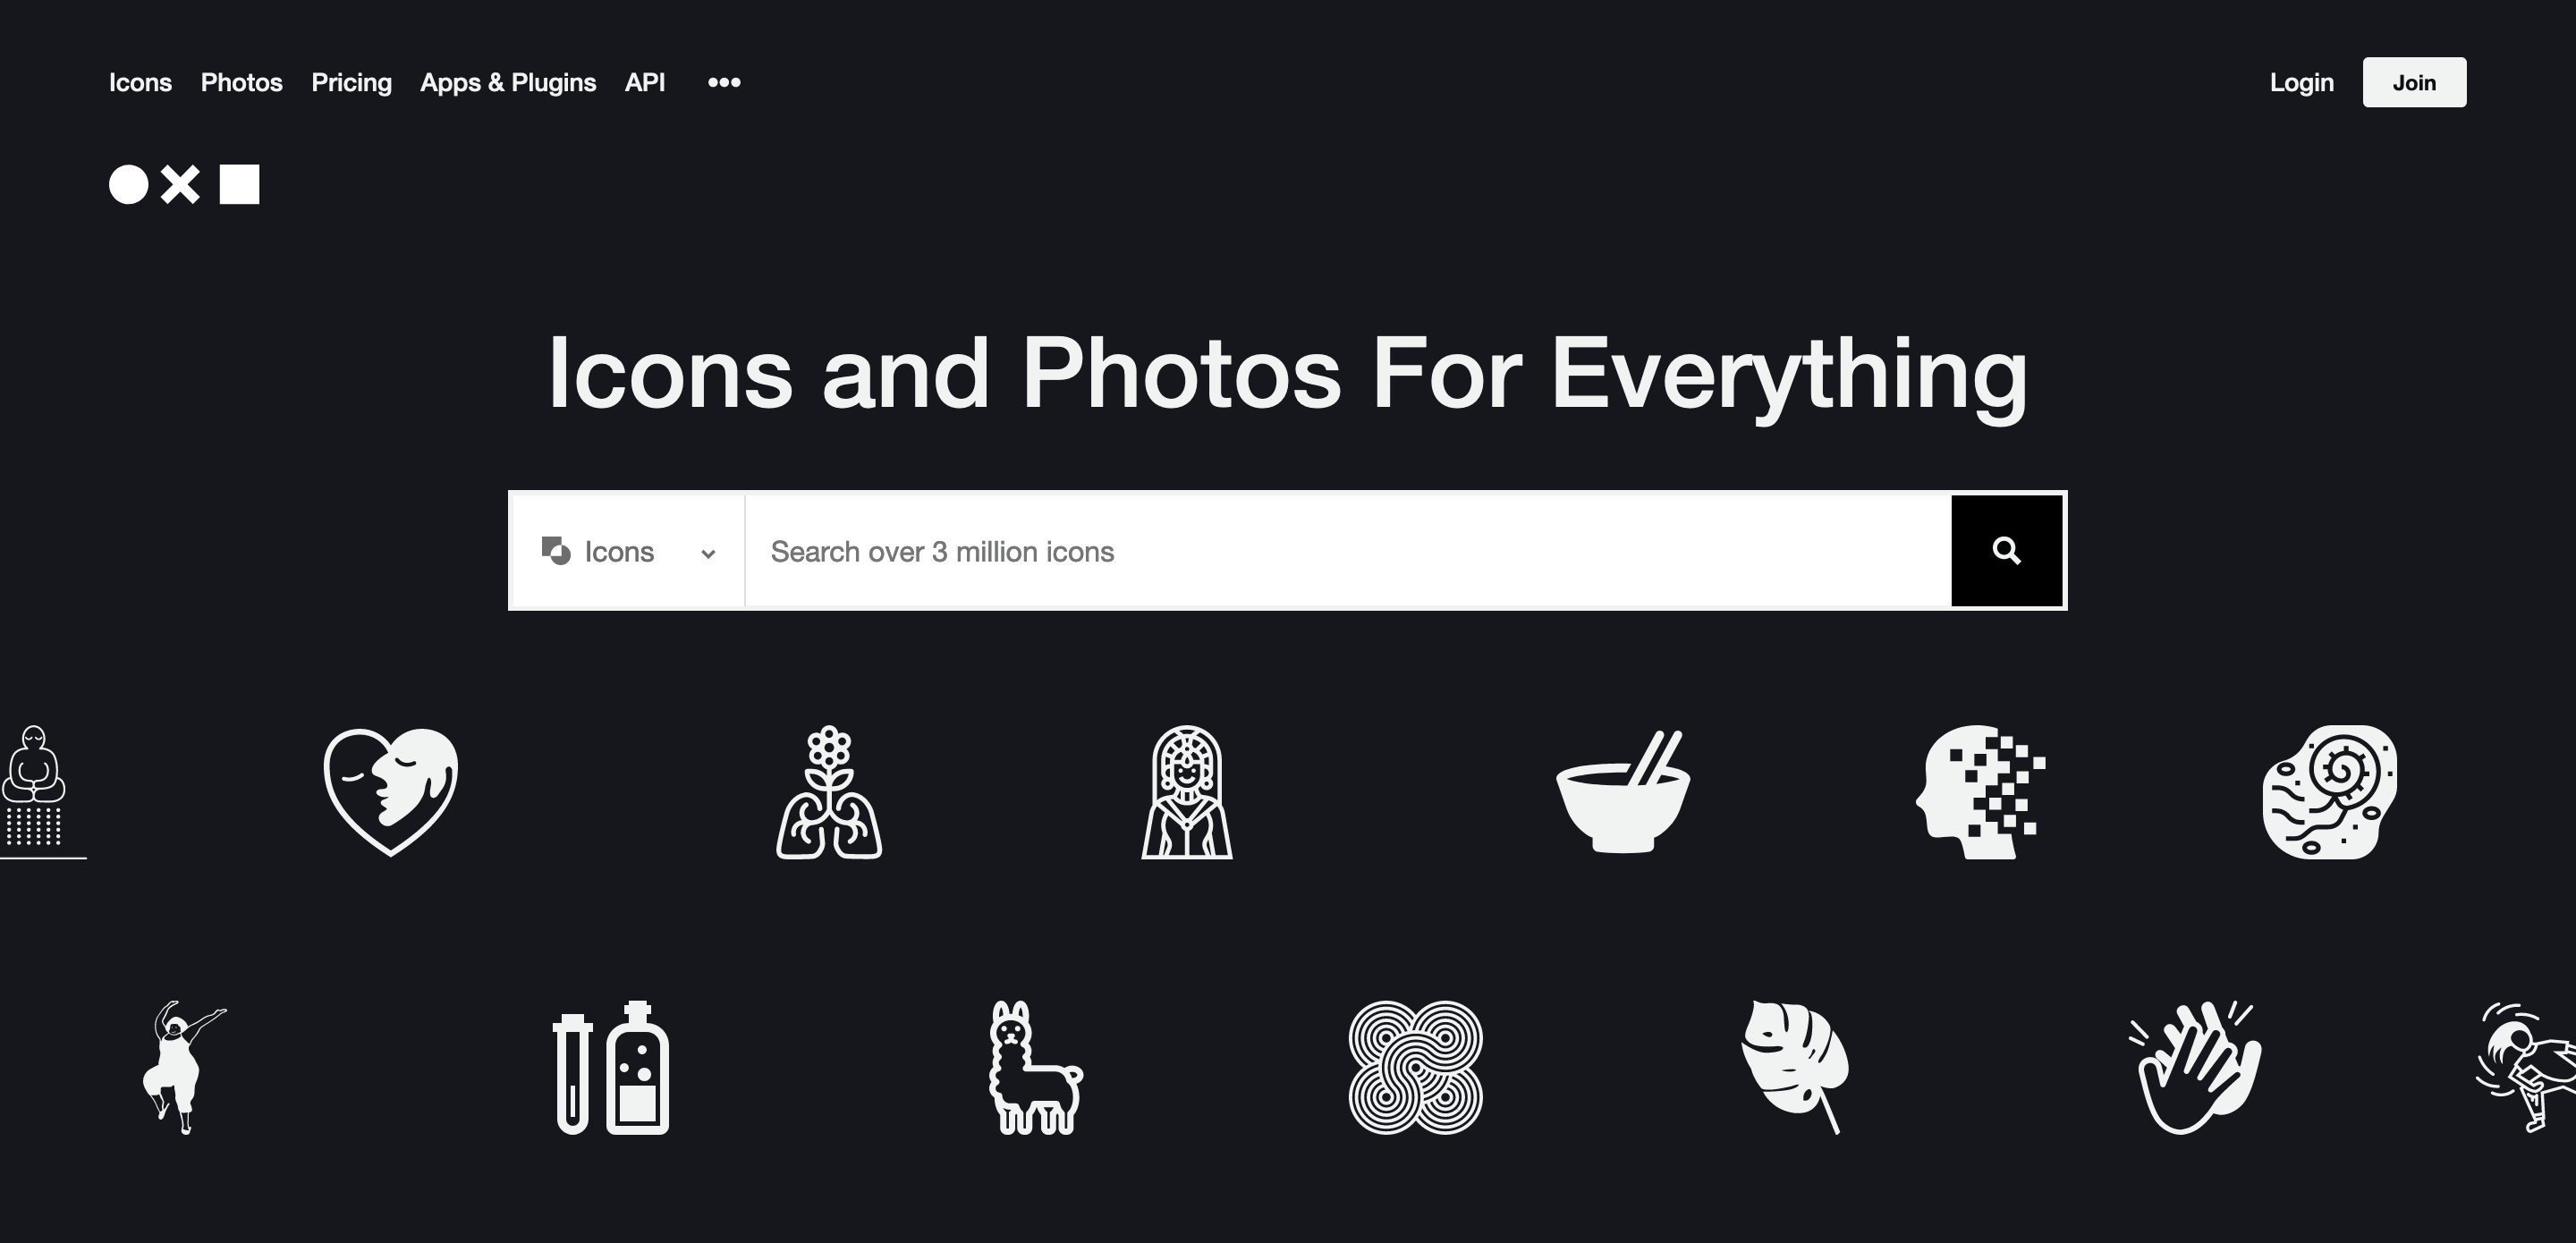 Icons Photos Pricing Apps & Plugins API ••• Login Join
Icons and Photos For Everything
Icons Search over 3 million icons